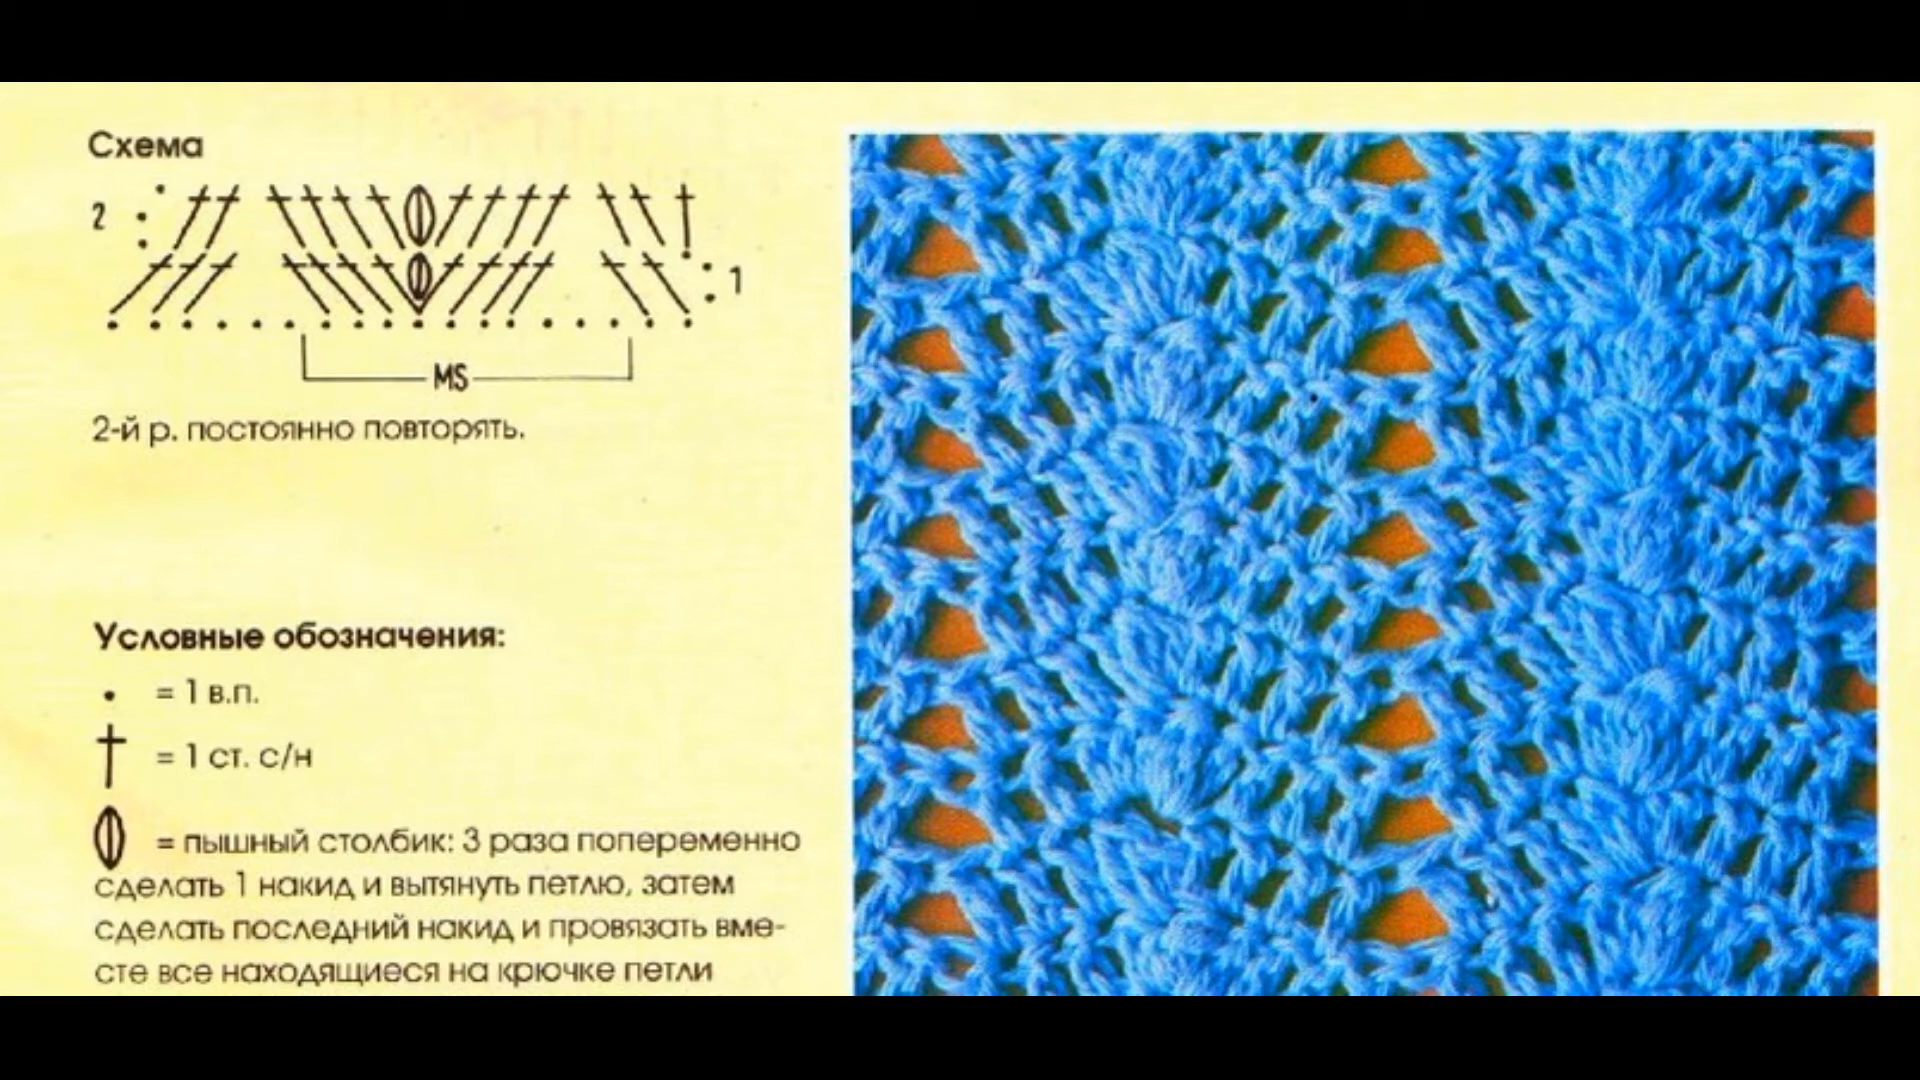 Схема
2
1
MS
2-й р. постоянно повторять.
Условные обозначения:
• = 1 в.п.
† = 1 ст. с/н
= пышный столбик: 3 раза попеременно
сделать 1 накид и вытянуть петлю, затем
сделать последний накид и провязать вме-
сте все находящиеся на крючке петли